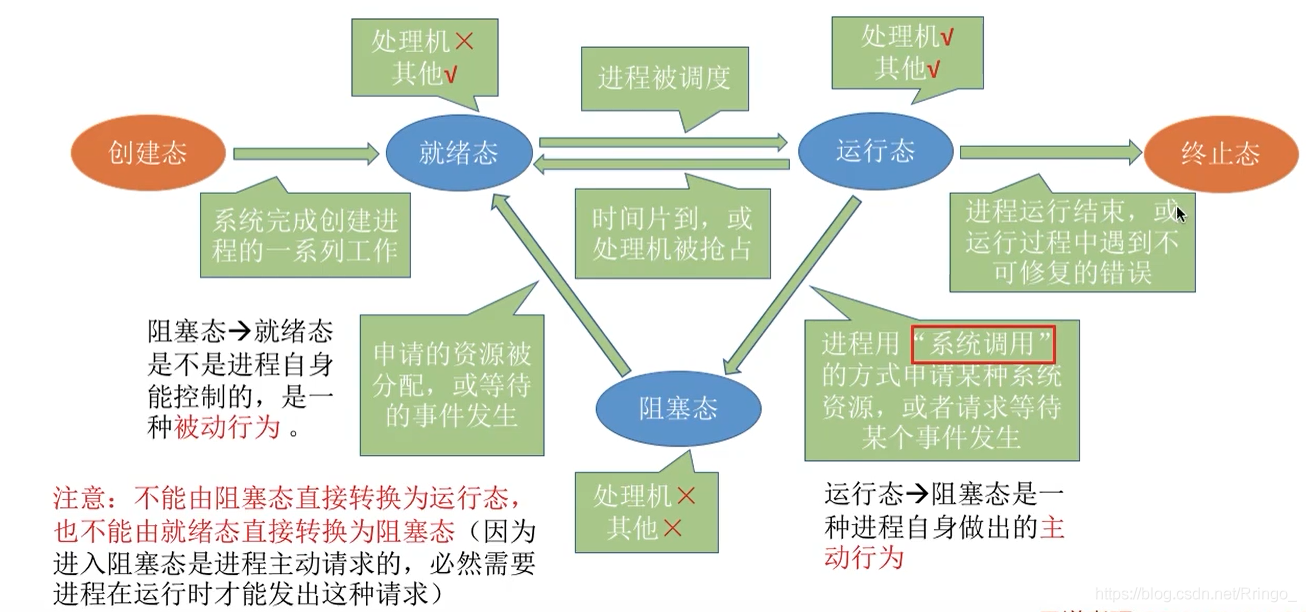 处理机×
其他√
进程被调度
处理机√
其他√
创建态
就绪态
运行态
终止态
系统完成创建进
程的一系列工作
时间片到，或
处理机被抢占
进程运行结束，或
运行过程中遇到不
可修复的错误
阻塞态→就绪态
是不是进程自身
能控制的，是一
种被动行为 。
申请的资源被
分配，或等待
的事件发生
进程用“系统调用”
的方式申请某种系统
资源，或者请求等待
某个事件发生
阻塞态
处理机×
其他×
运行态→阻塞态是一
种进程自身做出的主
动行为
注意：不能由阻塞态直接转换为运行态，
也不能由就绪态直接转换为阻塞态（因为
进入阻塞态是进程主动请求的，必然需要
进程在运行时才能发出这种请求）
https://blog.csdn.net/Rringo_